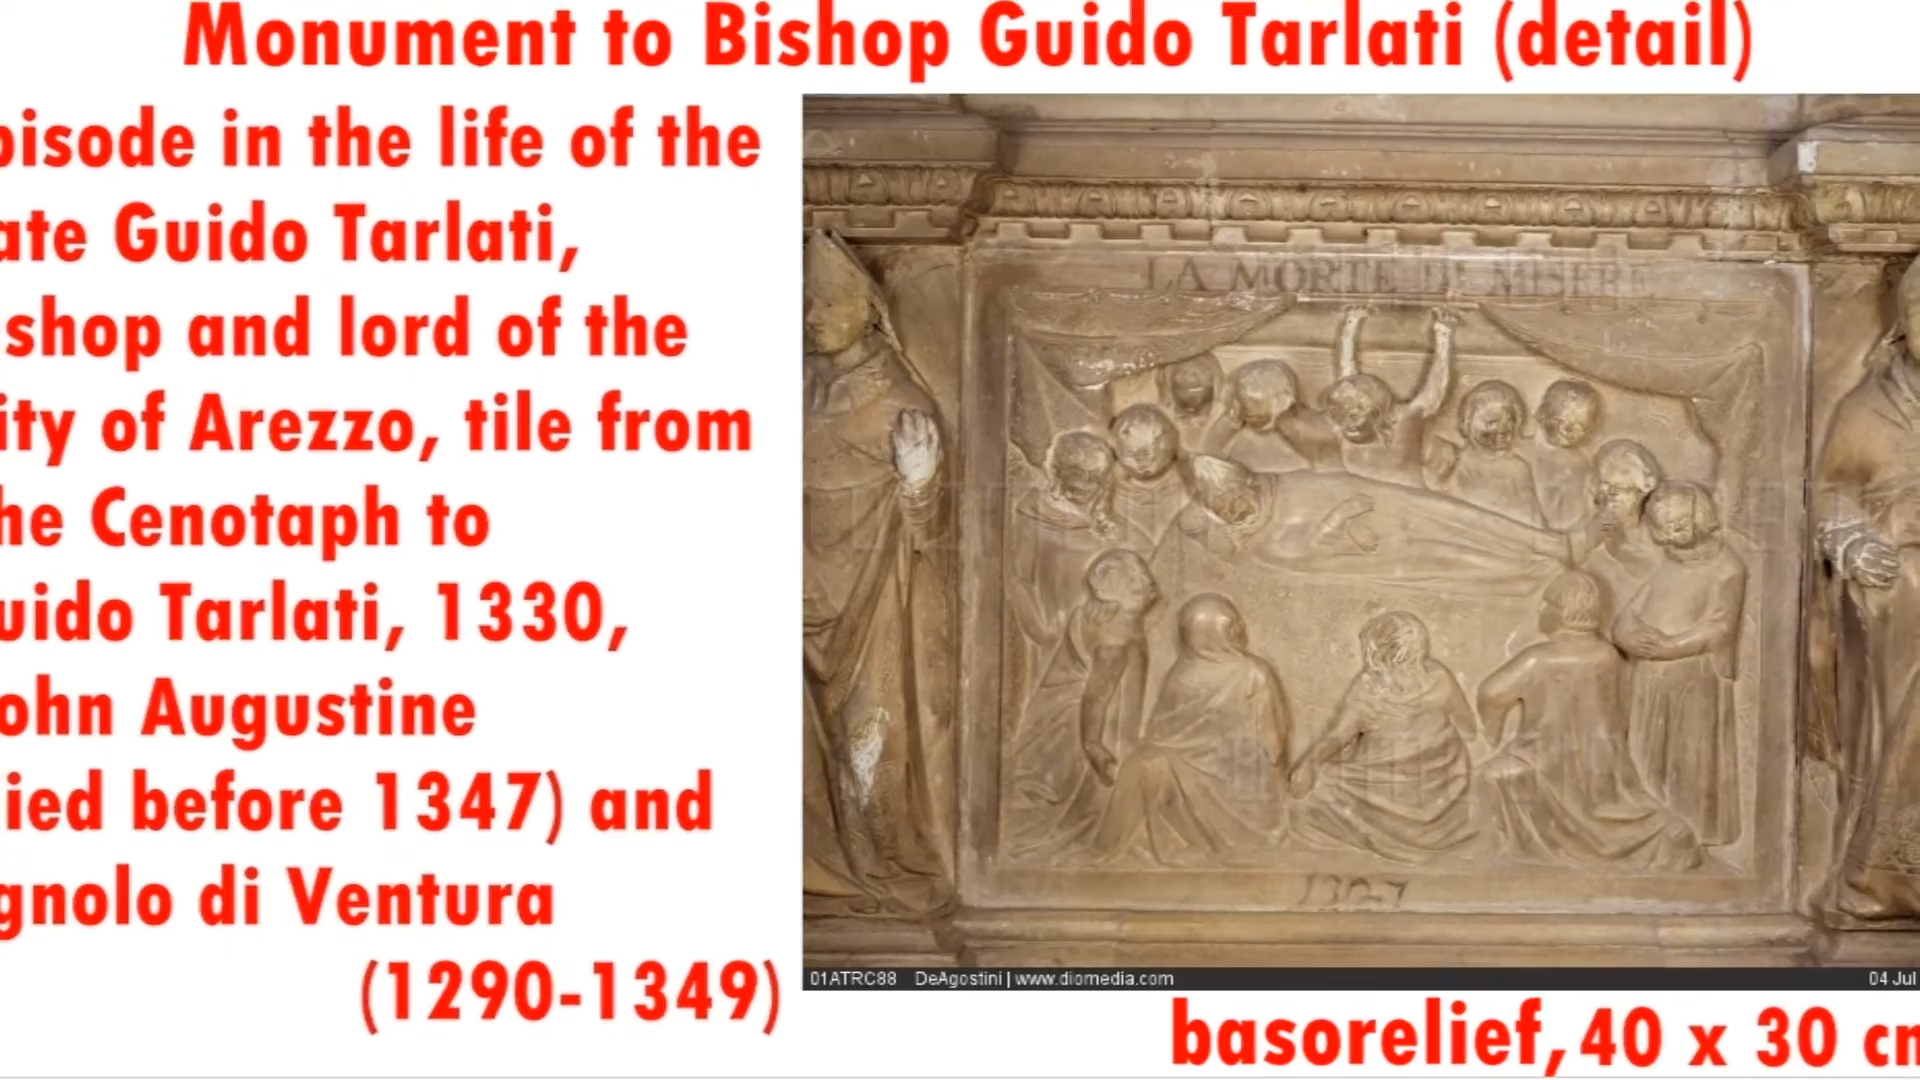 Monument to Bishop Guido Tarlati (detail)
pisode in the life of the
ate Guido Tarlati,
shop and lord of the
ity of Arezzo, tile from
he Cenotaph to
uido Tarlati, 1330,
ohn Augustine
ied before 1347) and
gnolo di Ventura
(1290-1349)
LA MORTE DI MISERE
1327
01ATRC88 DeAgostini | www.diomedia.com
04 Jul
basorelief, 40 x 30 cm